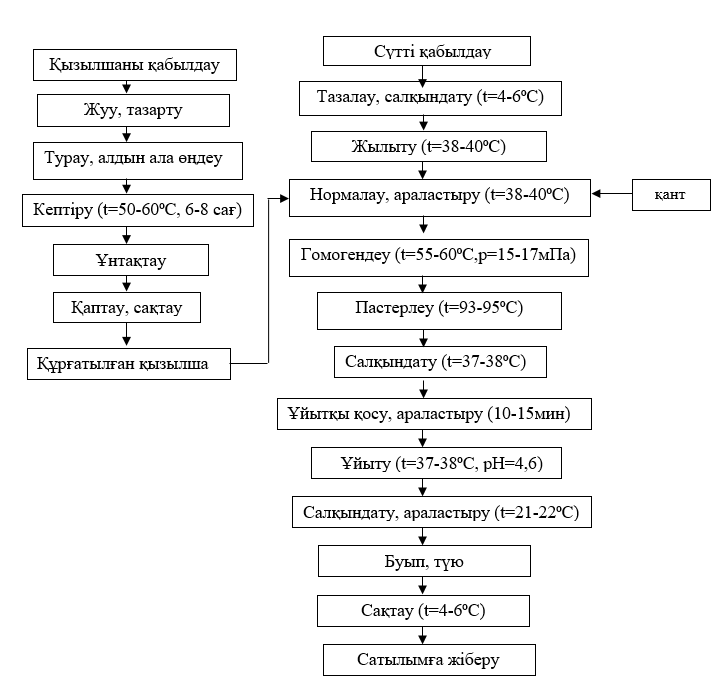 Қызылшаны қабылдау
Жуу, тазарту
Турау, алдын ала өңдеу
Кептіру (t=50-60ºC, 6-8 сағ)
Ұнтақтау
Қаптау, сақтау
Құрғатылған қызылша
Сүтті қабылдау
Тазалау, салқындату (t=4-6ºC)
Жылыту (t=38-40ºC)
Нормалау, араластыру (t=38-40ºC)
қант
Гомогендеу (t=55-60ºC,p=15-17мПа)
Пастерлеу (t=93-95ºC)
Салқындату (t=37-38ºC)
Ұйытқы қосу, араластыру (10-15мин)
Ұйыту (t=37-38ºC, pH=4,6)
Салқындату, араластыру (t=21-22ºC)
Буып, түю
Сақтау (t=4-6ºC)
Сатылымға жіберу